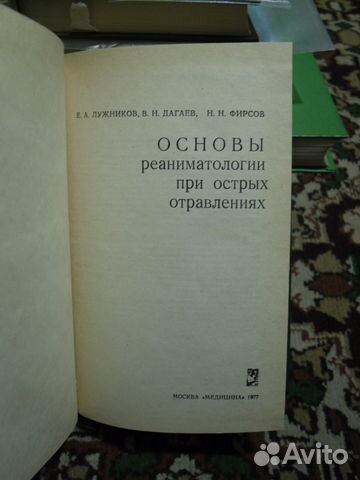 Е. А. ЛУЖНИКОВ, В. Н. ДАГАЕВ, Н. Н. ФИРСОВ
ОСНОВЫ
реаниматологии
при острых
отравлениях
МОСКВА «МЕДИЦИНА» 1977
Avito